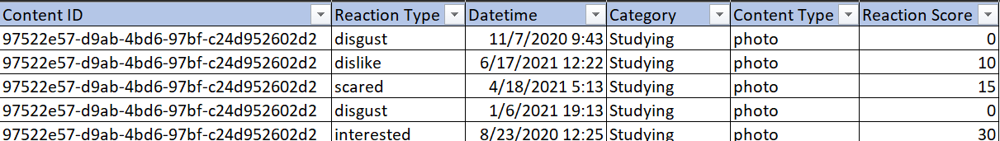 Content ID Reaction Type Datetime Category Content Type Reaction Score
97522e57-d9ab-4bd6-97bf-c24d952602d2 disgust 11/7/2020 9:43 Studying photo 0
97522e57-d9ab-4bd6-97bf-c24d952602d2 dislike 6/17/2021 12:22 Studying photo 10
97522e57-d9ab-4bd6-97bf-c24d952602d2 scared 4/18/2021 5:13 Studying photo 15
97522e57-d9ab-4bd6-97bf-c24d952602d2 disgust 1/6/2021 19:13 Studying photo 0
97522e57-d9ab-4bd6-97bf-c24d952602d2 interested 8/23/2020 12:25 Studying photo 30